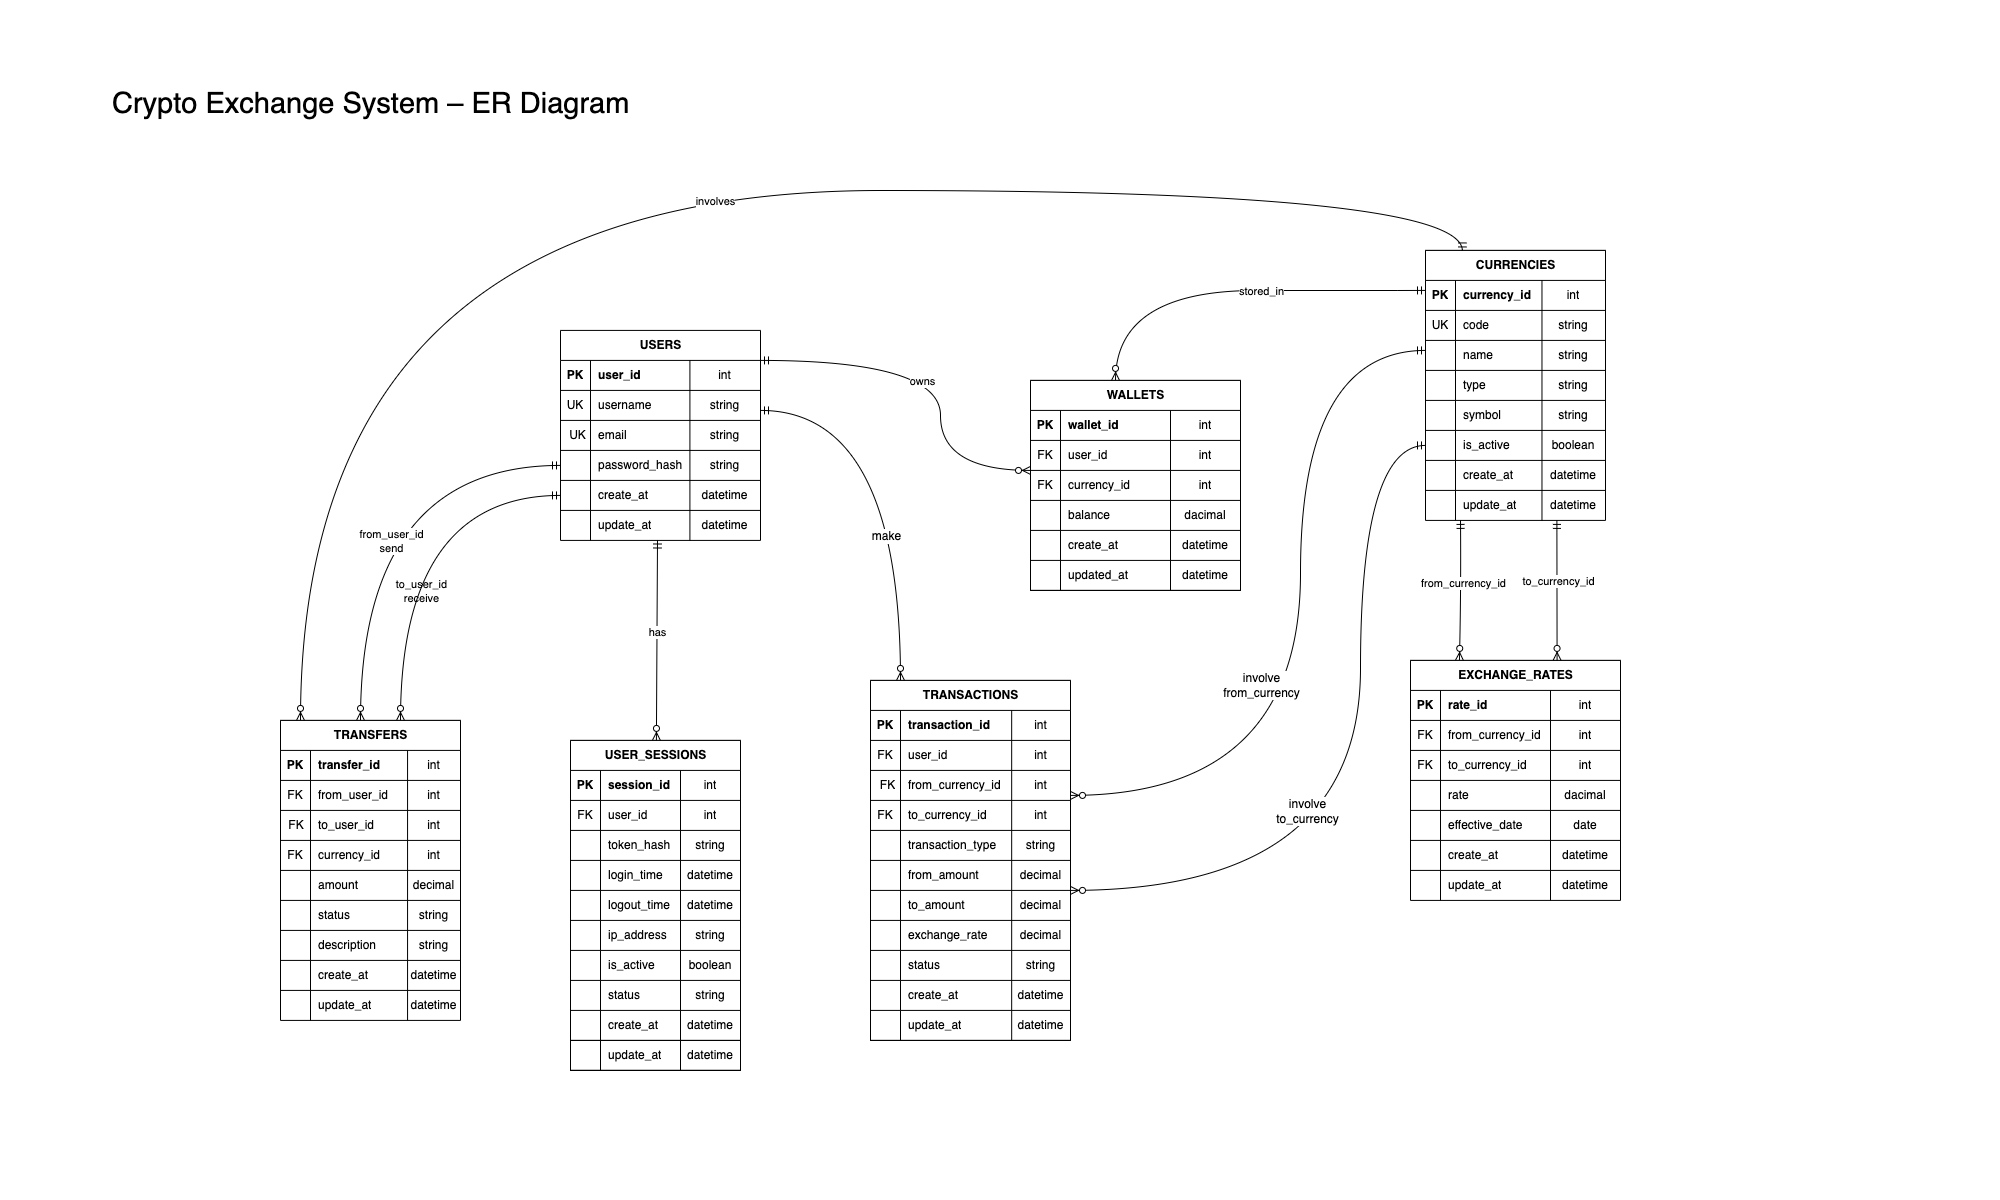 Crypto Exchange System – ER Diagram
involves
CURRENCIES
PK currency_id int
UK code string
name string
type string
symbol string
is_active boolean
create_at datetime
update_at datetime
stored_in
USERS
PK user_id int
UK username string
UK email string
password_hash string
create_at datetime
update_at datetime
owns
WALLETS
PK wallet_id int
FK user_id int
FK currency_id int
balance dacimal
create_at datetime
updated_at datetime
from_user_id
send
to_user_id
receive
make
has
from_currency_id
to_currency_id
involve
from_currency
involve
to_currency
TRANSFERS
PK transfer_id int
FK from_user_id int
FK to_user_id int
FK currency_id int
amount decimal
status string
description string
create_at datetime
update_at datetime
USER_SESSIONS
PK session_id int
FK user_id int
token_hash string
login_time datetime
logout_time datetime
ip_address string
is_active boolean
status string
create_at datetime
update_at datetime
TRANSACTIONS
PK transaction_id int
FK user_id int
FK from_currency_id int
FK to_currency_id int
transaction_type string
from_amount decimal
to_amount decimal
exchange_rate decimal
status string
create_at datetime
update_at datetime
EXCHANGE_RATES
PK rate_id int
FK from_currency_id int
FK to_currency_id int
rate dacimal
effective_date date
create_at datetime
update_at datetime